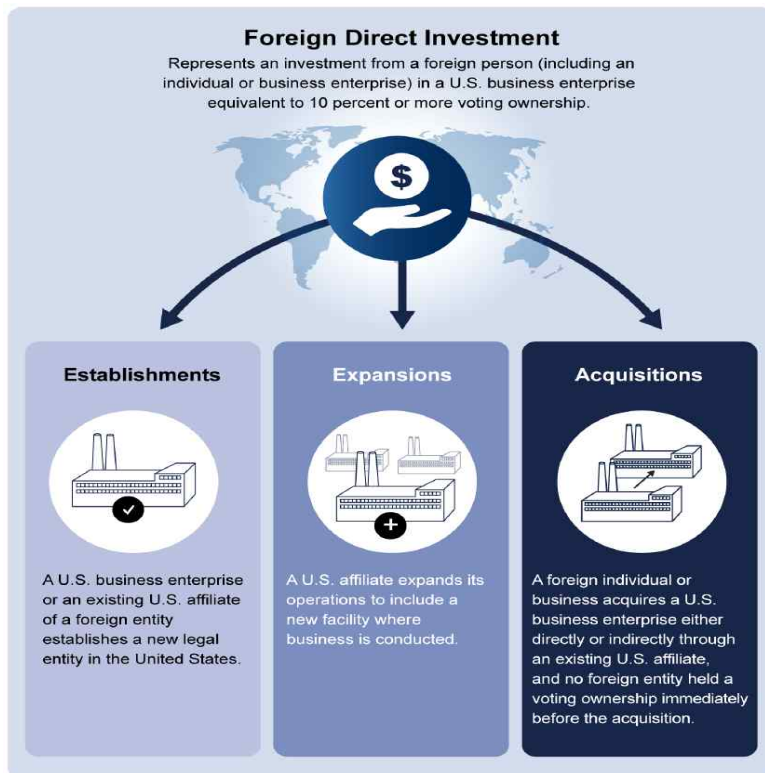 Foreign Direct Investment
Represents an investment from a foreign person (including an
individual or business enterprise) in a U.S. business enterprise
equivalent to 10 percent or more voting ownership.
$
Establishments
A U.S. business enterprise
or an existing U.S. affiliate
of a foreign entity
establishes a new legal
entity in the United States.
Expansions
A U.S. affiliate expands its
operations to include a
new facility where
business is conducted.
Acquisitions
A foreign individual or
business acquires a U.S.
business enterprise either
directly or indirectly through
an existing U.S. affiliate,
and no foreign entity held a
voting ownership immediately
before the acquisition.